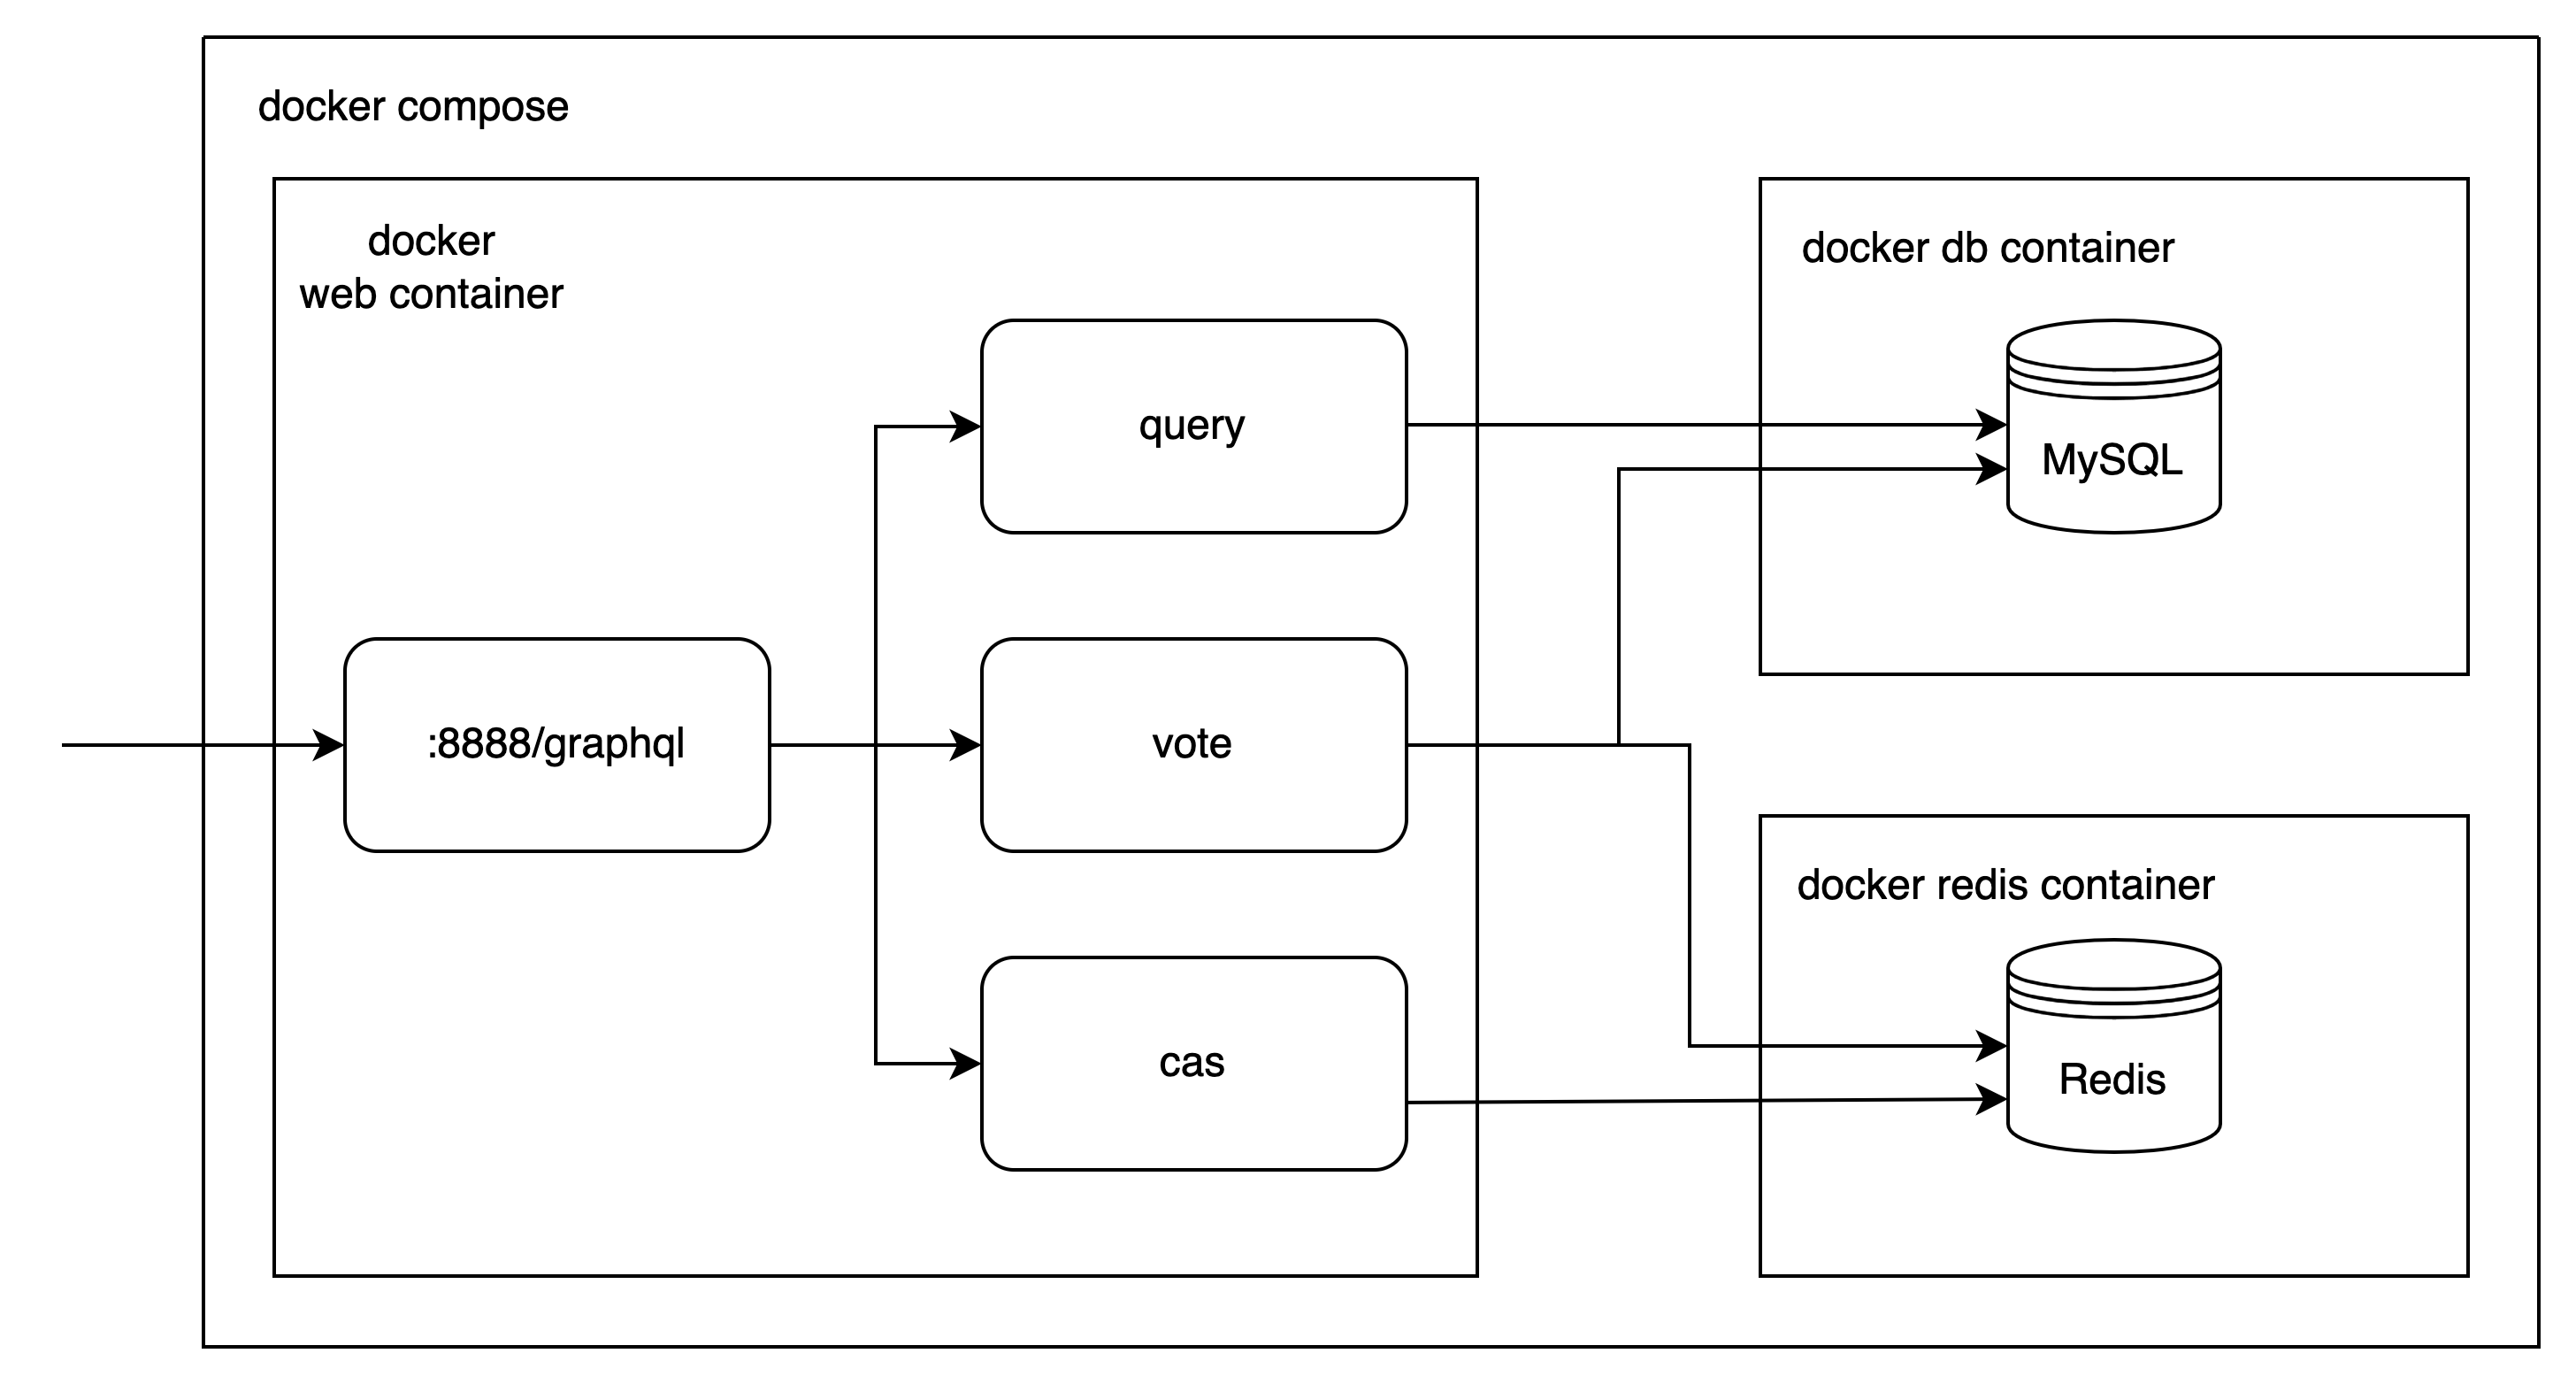 docker compose
docker
web container
docker db container
query
MySQL
:8888/graphql
vote
docker redis container
cas
Redis